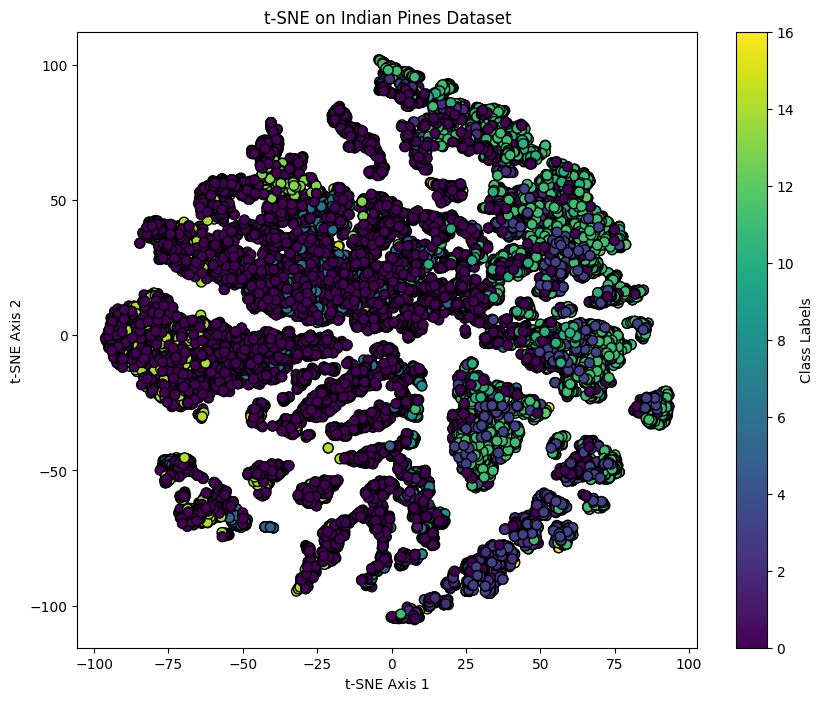 t-SNE on Indian Pines Dataset
100
50
0
−50
−100
t-SNE Axis 2
−100 −75 −50 −25 0 25 50 75 100
t-SNE Axis 1
16
14
12
10
8
6
4
2
0
Class Labels